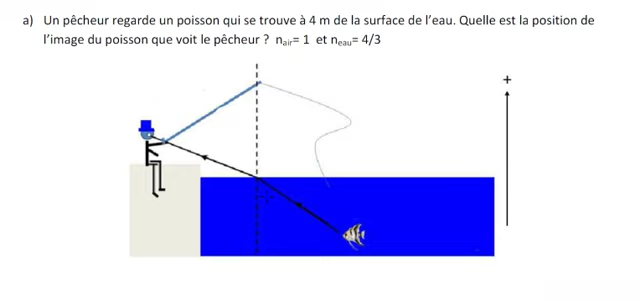 a) Un pêcheur regarde un poisson qui se trouve à 4 m de la surface de l'eau. Quelle est la position de
l'image du poisson que voit le pêcheur ? nair= 1 et neau= 4/3
+